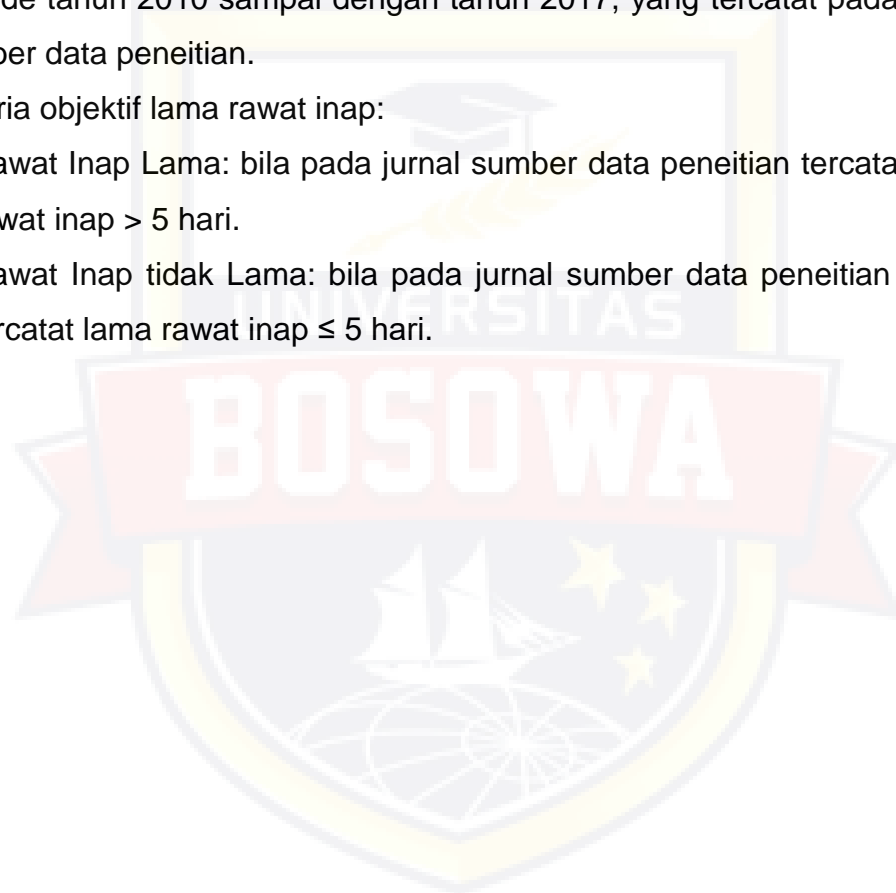 de tahun 2010 sampai dengan tahun 2017, yang tercatat pada
ber data peneitian.
ria objektif lama rawat inap:
awat Inap Lama: bila pada jurnal sumber data peneitian tercata
wat inap > 5 hari.
awat Inap tidak Lama: bila pada jurnal sumber data peneitian
rcatat lama rawat inap ≤ 5 hari.
UNIVERSITAS
BOSOWA